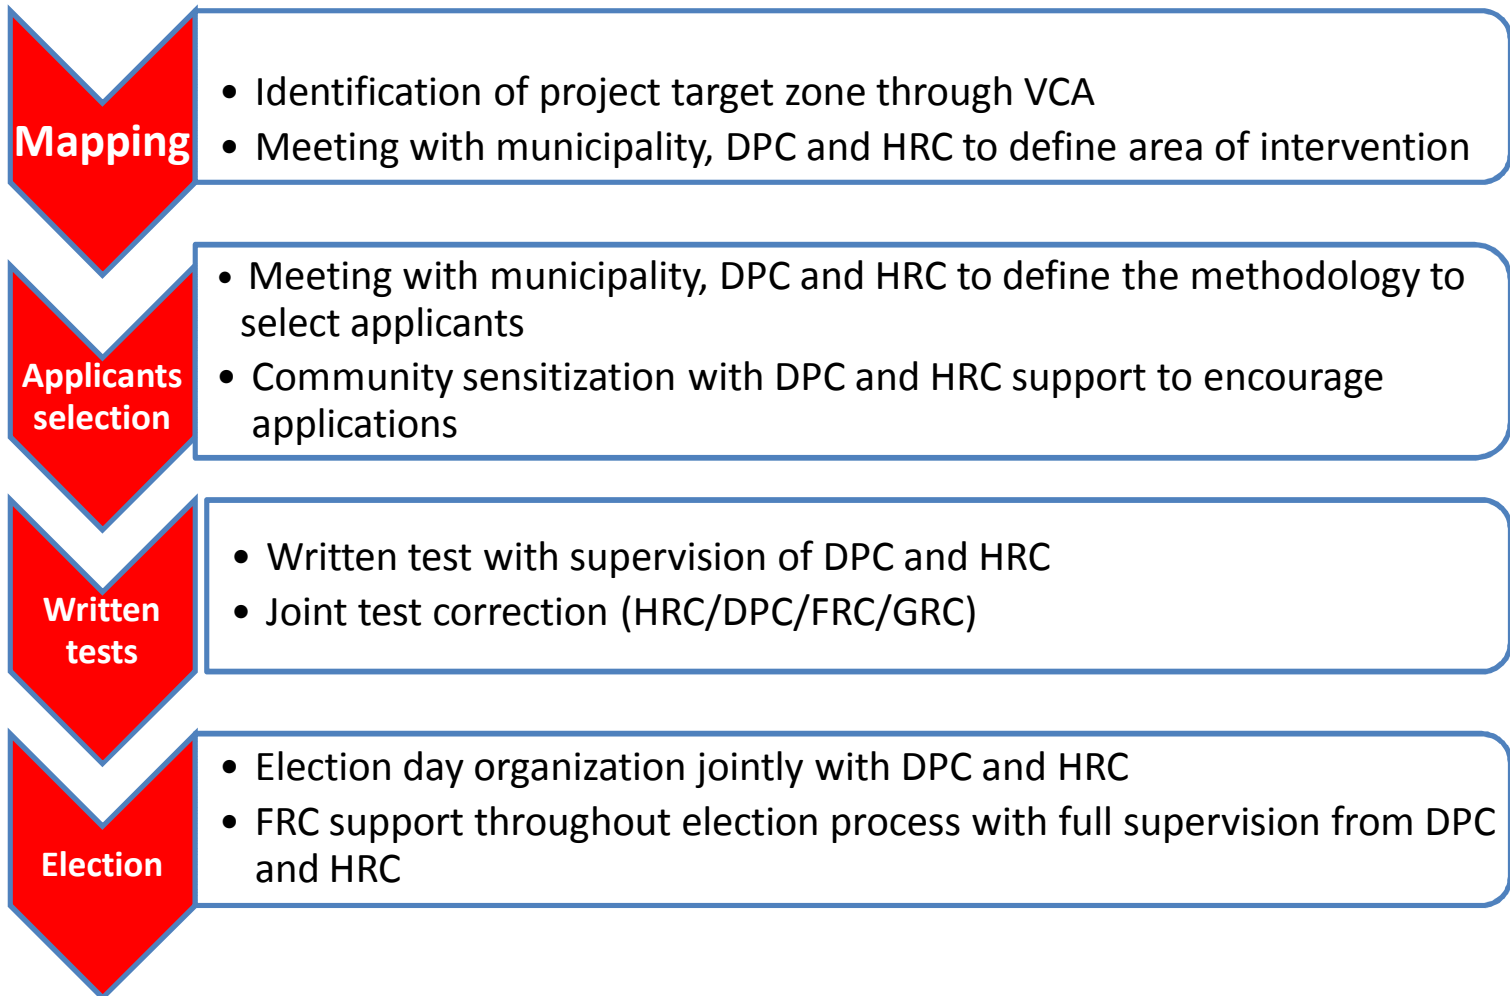 Mapping
• Identification of project target zone through VCA
• Meeting with municipality, DPC and HRC to define area of intervention
Applicants
selection
• Meeting with municipality, DPC and HRC to define the methodology to
select applicants
• Community sensitization with DPC and HRC support to encourage
applications
Written
tests
• Written test with supervision of DPC and HRC
• Joint test correction (HRC/DPC/FRC/GRC)
Election
• Election day organization jointly with DPC and HRC
• FRC support throughout election process with full supervision from DPC
and HRC